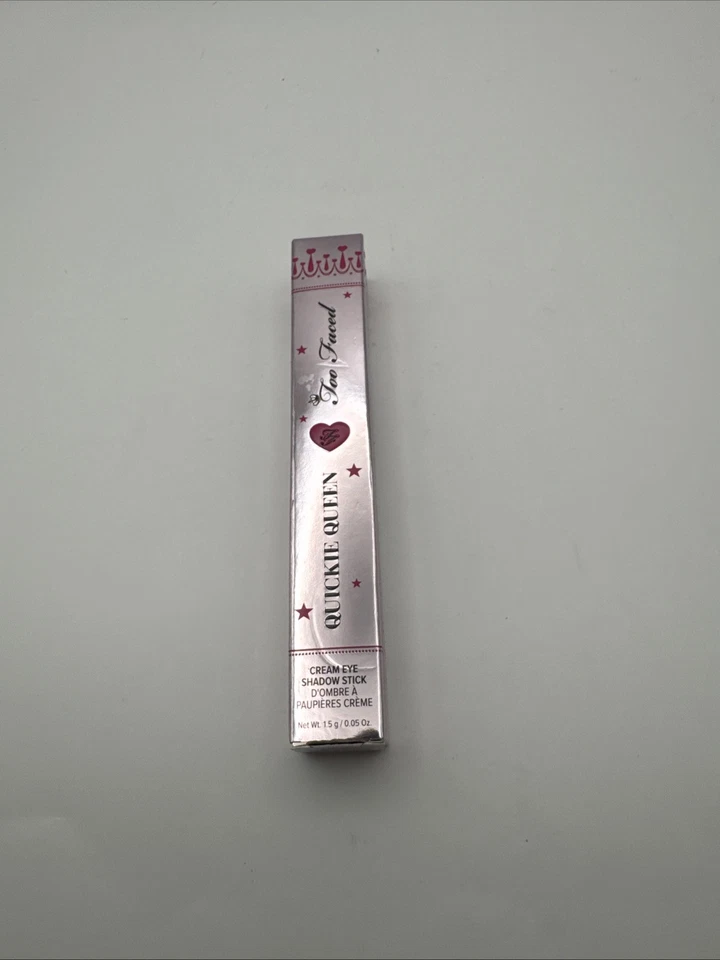 Too Faced
QUICKIE QUEEN
CREAM EYE
SHADOW STICK
D'OMBRE À
PAUPIÈRES CRÈME
Net Wt. 1.5 g / 0.05 Oz.